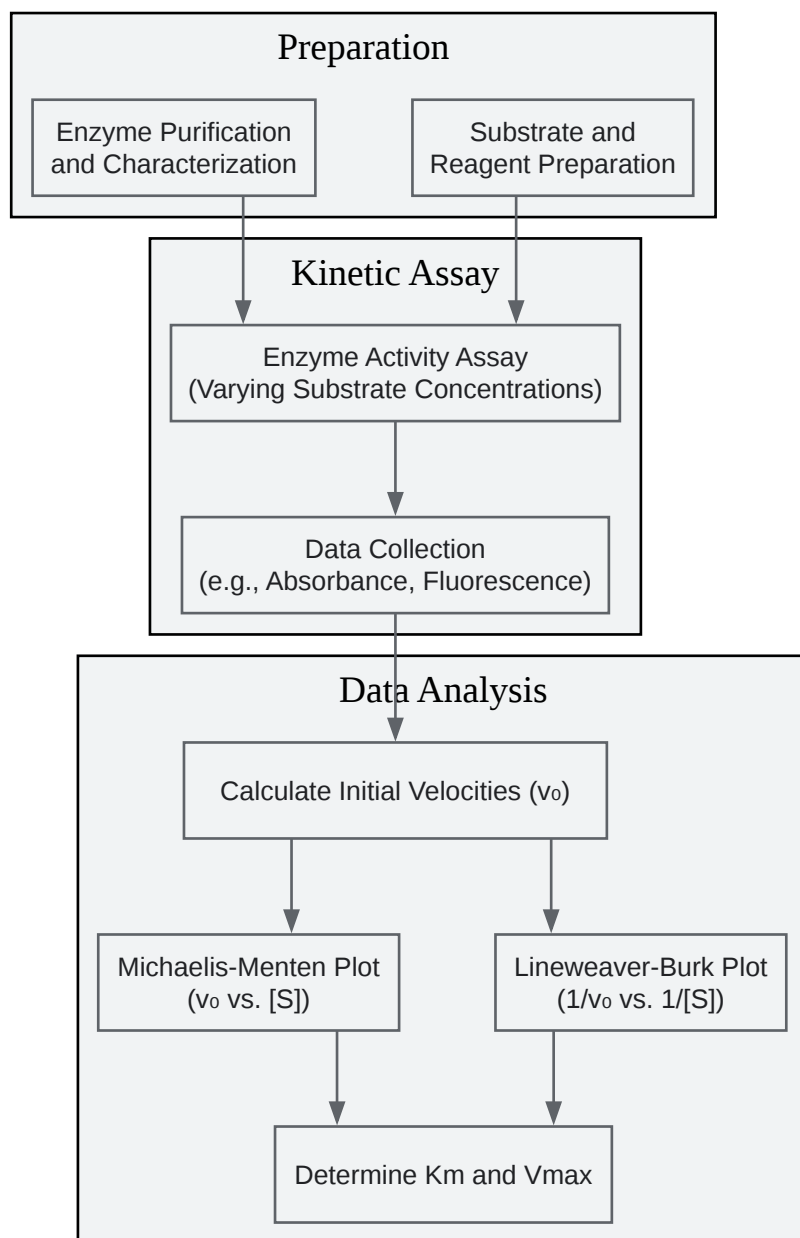 Preparation
Enzyme Purification
and Characterization
Substrate and
Reagent Preparation
Kinetic Assay
Enzyme Activity Assay
(Varying Substrate Concentrations)
Data Collection
(e.g., Absorbance, Fluorescence)
Data Analysis
Calculate Initial Velocities (v₀)
Michaelis-Menten Plot
(v₀ vs. [S])
Lineweaver-Burk Plot
(1/v₀ vs. 1/[S])
Determine Km and Vmax